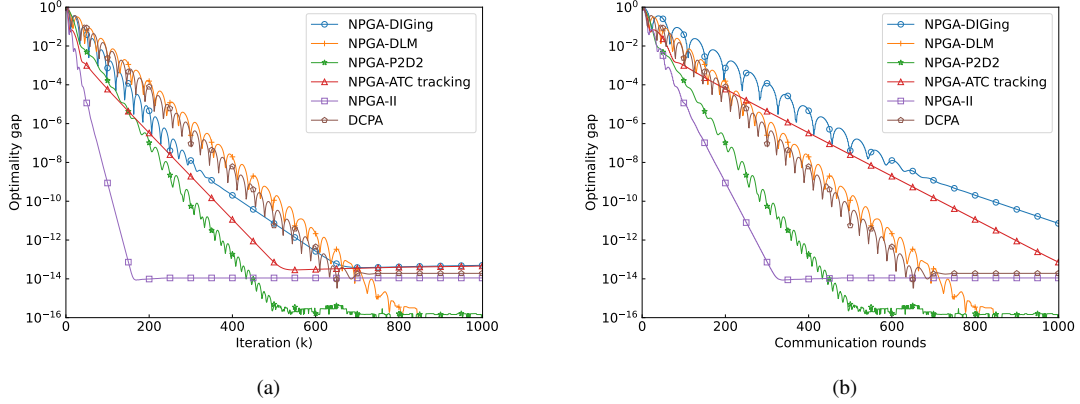 10^0
10^-2
10^-4
10^-6
10^-8
10^-10
10^-12
10^-14
10^-16
Optimality gap
0 200 400 600 800 1000
Iteration (k)
NPGA-DIGing
NPGA-DLM
NPGA-P2D2
NPGA-ATC tracking
NPGA-II
DCPA
(a)
10^0
10^-2
10^-4
10^-6
10^-8
10^-10
10^-12
10^-14
10^-16
Optimality gap
0 200 400 600 800 1000
Communication rounds
NPGA-DIGing
NPGA-DLM
NPGA-P2D2
NPGA-ATC tracking
NPGA-II
DCPA
(b)